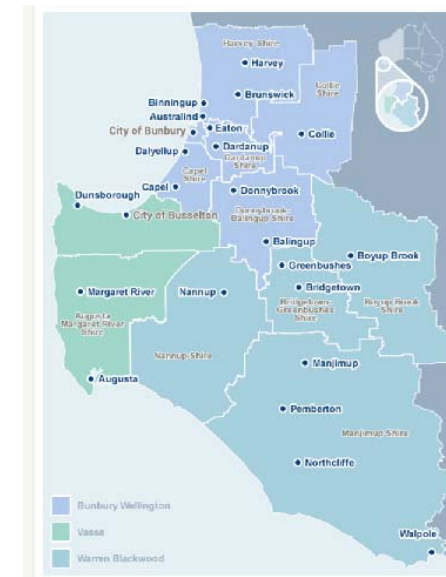 Harvey Shire
Harvey
Brunswick
Collie
Shire
Binningup
Australind
City of Bunbury
Eaton
Collie
Dalyellup
Dardanup
Dardanup
Shire
Capel
Shire
Capel
Donnybrook
Dunsborough
City of Busselton
Donnybrook-
Balingup Shire
Balingup
Boyup Brook
Greenbushes
Margaret River
Nannup
Bridgetown
Bridgetown-
Greenbushes
Shire
Boyup Brook
Shire
Augusta
Margaret River
Shire
Nannup Shire
Manjimup
Augusta
Pemberton
Manjimup Shire
Northcliffe
Bunbury Wellington
Vasse
Warren Blackwood
Walpole